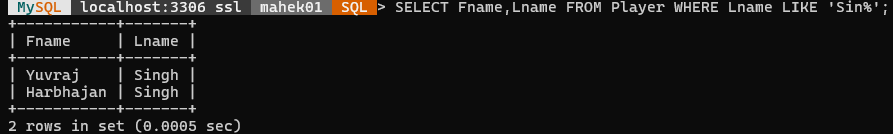 MySQL localhost:3306 ssl mahek01 SQL > SELECT Fname,Lname FROM Player WHERE Lname LIKE 'Sin%';
+-----------+-------+
| Fname     | Lname |
+-----------+-------+
| Yuvraj    | Singh |
| Harbhajan | Singh |
+-----------+-------+
2 rows in set (0.0005 sec)